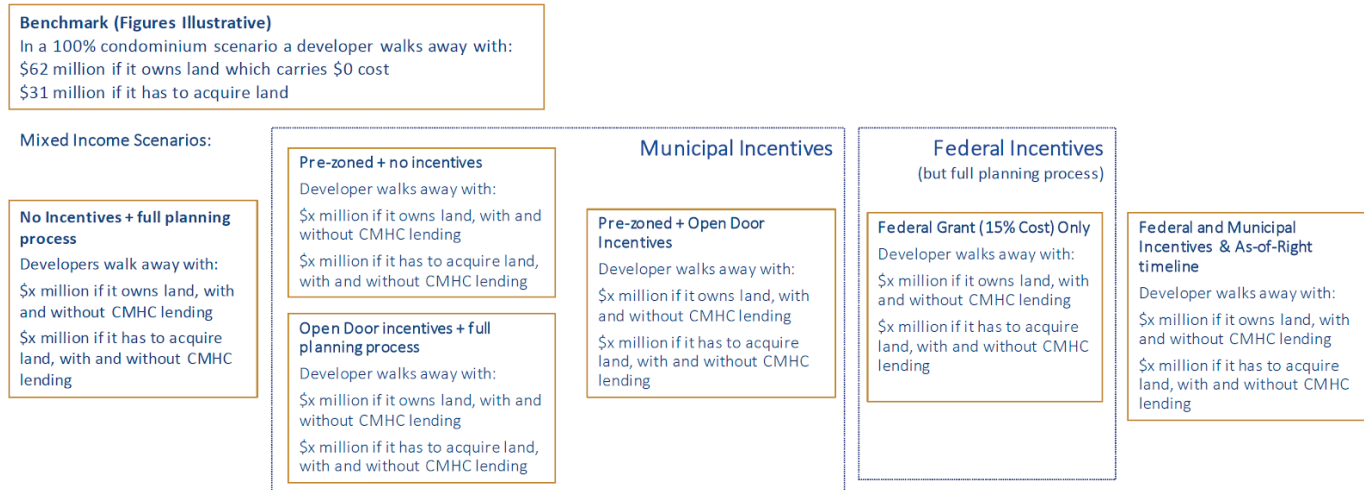 Benchmark (Figures Illustrative)
In a 100% condominium scenario a developer walks away with:
$62 million if it owns land which carries $0 cost
$31 million if it has to acquire land
Mixed Income Scenarios:
No Incentives + full planning
process
Developers walk away with:
$x million if it owns land, with
and without CMHC lending
$x million if it has to acquire
land, with and without CMHC
lending
Municipal Incentives
Pre-zoned + no incentives
Developer walks away with:
$x million if it owns land, with and
without CMHC lending
$x million if it has to acquire land,
with and without CMHC lending
Open Door incentives + full
planning process
Developer walks away with:
$x million if it owns land, with and
without CMHC lending
$x million if it has to acquire land,
with and without CMHC lending
Pre-zoned + Open Door
Incentives
Developer walks away with:
$x million if it owns land, with
and without CMHC lending
$x million if it has to acquire
land, with and without CMHC
lending
Federal Incentives
(but full planning process)
Federal Grant (15% Cost) Only
Developer walks away with:
$x million if it owns land, with
and without CMHC lending
$x million if it has to acquire
land, with and without CMHC
lending
Federal and Municipal
Incentives & As-of-Right
timeline
Developer walks away with:
$x million if it owns land, with
and without CMHC lending
$x million if it has to acquire
land, with and without CMHC
lending